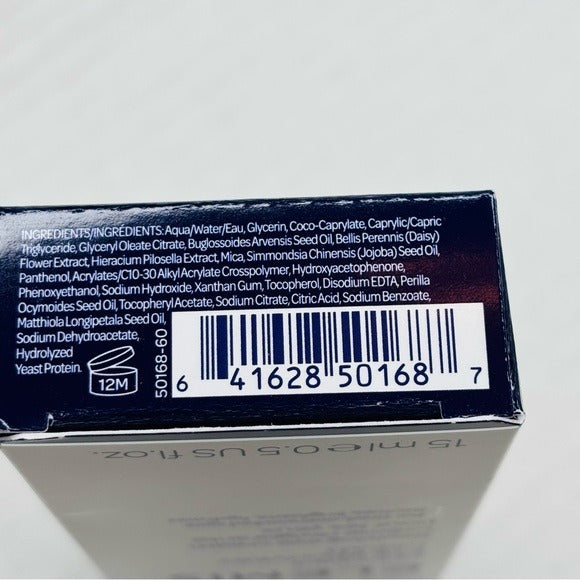 INGREDIENTS/INGRÉDIENTS: Aqua/Water/Eau, Glycerin, Coco-Caprylate, Caprylic/Capric
Triglyceride, Glyceryl Oleate Citrate, Buglossoides Arvensis Seed Oil, Bellis Perennis (Daisy)
Flower Extract, Hieracium Pilosella Extract, Mica, Simmondsia Chinensis (Jojoba) Seed Oil,
Panthenol, Acrylates/C10-30 Alkyl Acrylate Crosspolymer, Hydroxyacetophenone,
Phenoxyethanol, Sodium Hydroxide, Xanthan Gum, Tocopherol, Disodium EDTA, Perilla
Ocymoides Seed Oil, Tocopheryl Acetate, Sodium Citrate, Citric Acid, Sodium Benzoate,
Matthiola Longipetala Seed Oil,
Sodium Dehydroacetate,
Hydrolyzed
Yeast Protein.
12M
50168-60
6 41628 50168 7
15 ml e 0.5 US fl.oz.